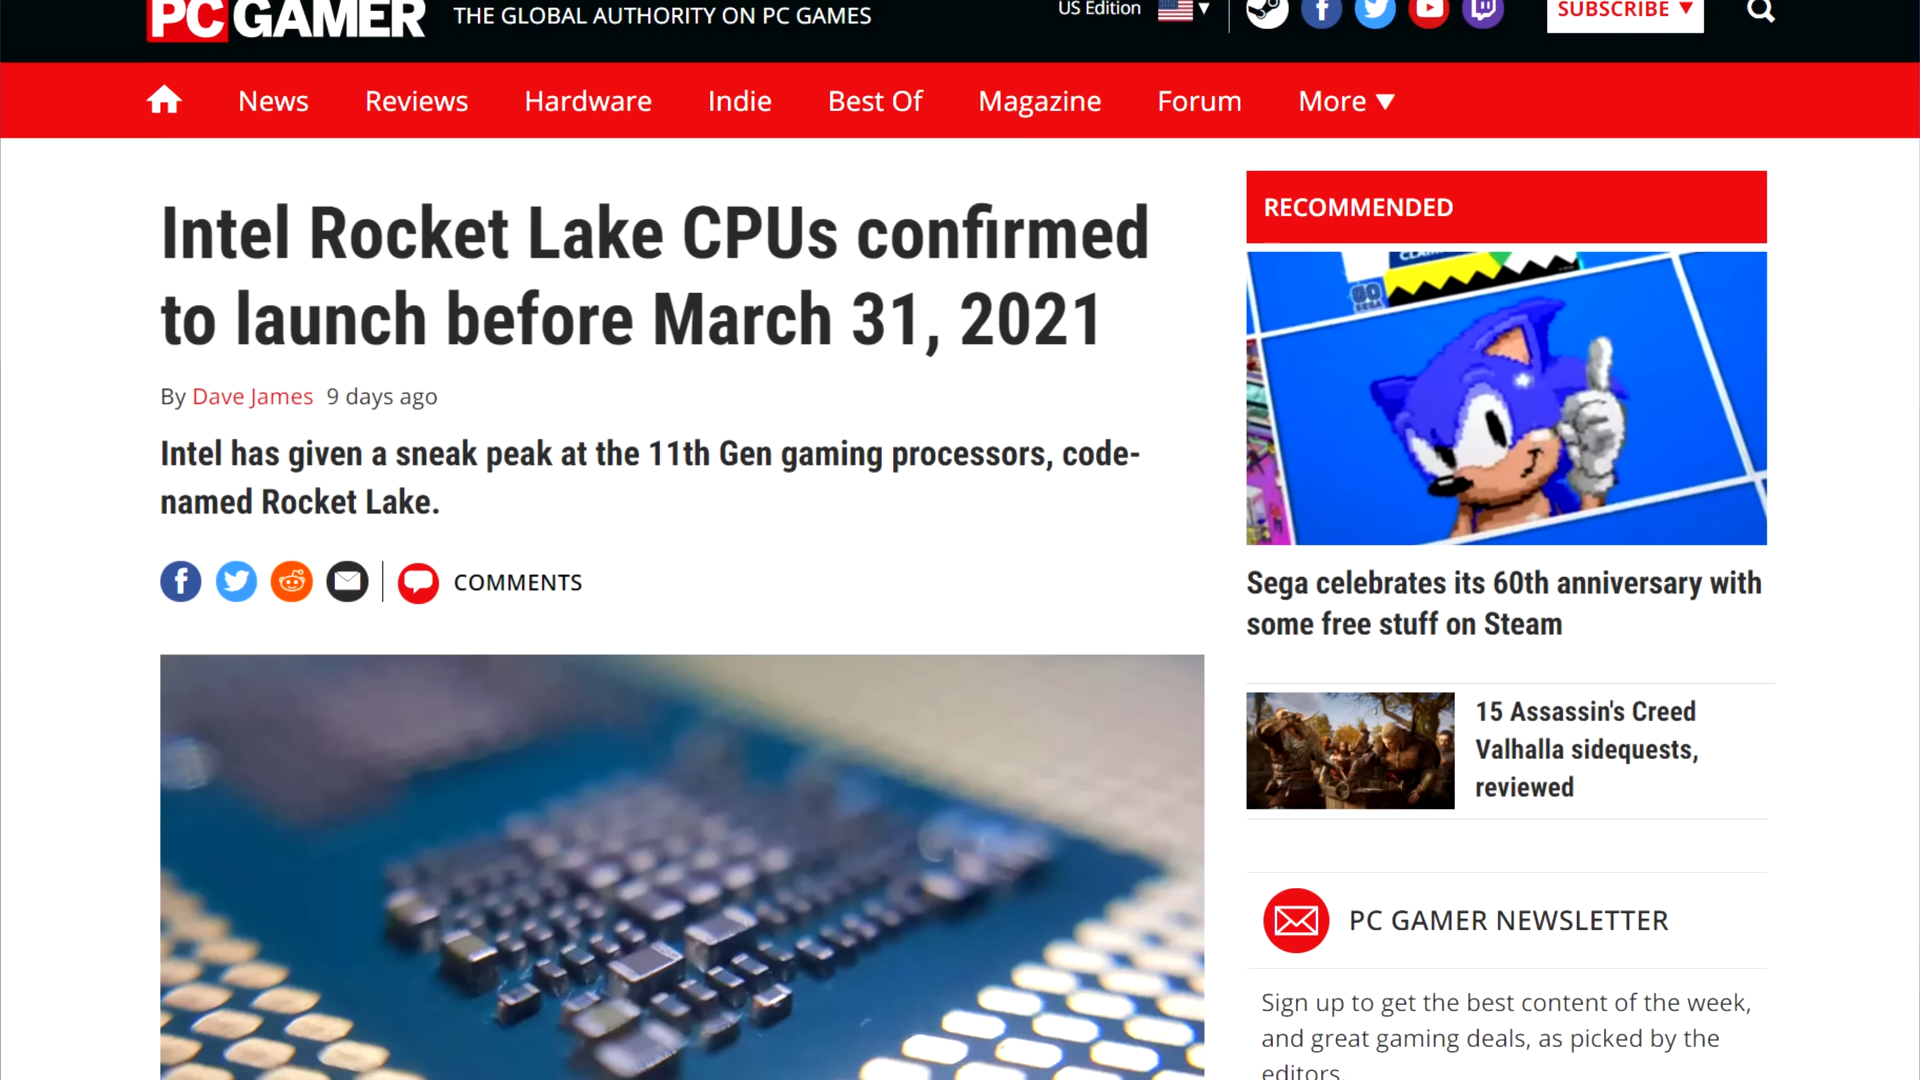 PC GAMER THE GLOBAL AUTHORITY ON PC GAMES
US Edition
SUBSCRIBE
News Reviews Hardware Indie Best Of Magazine Forum More
Intel Rocket Lake CPUs confirmed
to launch before March 31, 2021
By Dave James 9 days ago
Intel has given a sneak peak at the 11th Gen gaming processors, code-
named Rocket Lake.
COMMENTS
RECOMMENDED
GO
SEGA
Sega celebrates its 60th anniversary with
some free stuff on Steam
15 Assassin's Creed
Valhalla sidequests,
reviewed
PC GAMER NEWSLETTER
Sign up to get the best content of the week,
and great gaming deals, as picked by the
editors.